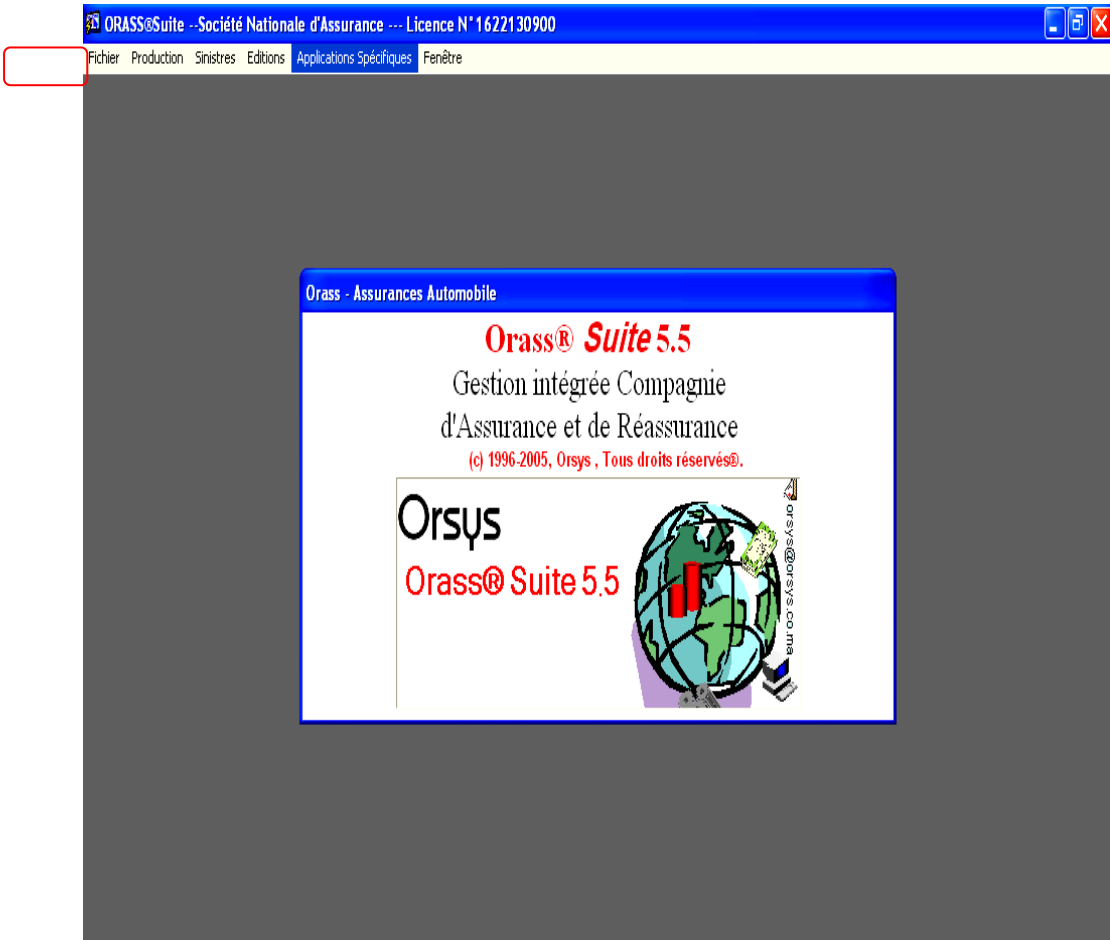 ORASS®Suite --Société Nationale d'Assurance --- Licence N°1622130900
Fichier Production Sinistres Editions Applications Spécifiques Fenêtre
Orass - Assurances Automobile
Orass® Suite 5.5
Gestion intégrée Compagnie
d'Assurance et de Réassurance
(c) 1996-2005, Orsys , Tous droits réservés®.
Orsys
Orass® Suite 5.5
orsys@orsys.co.ma